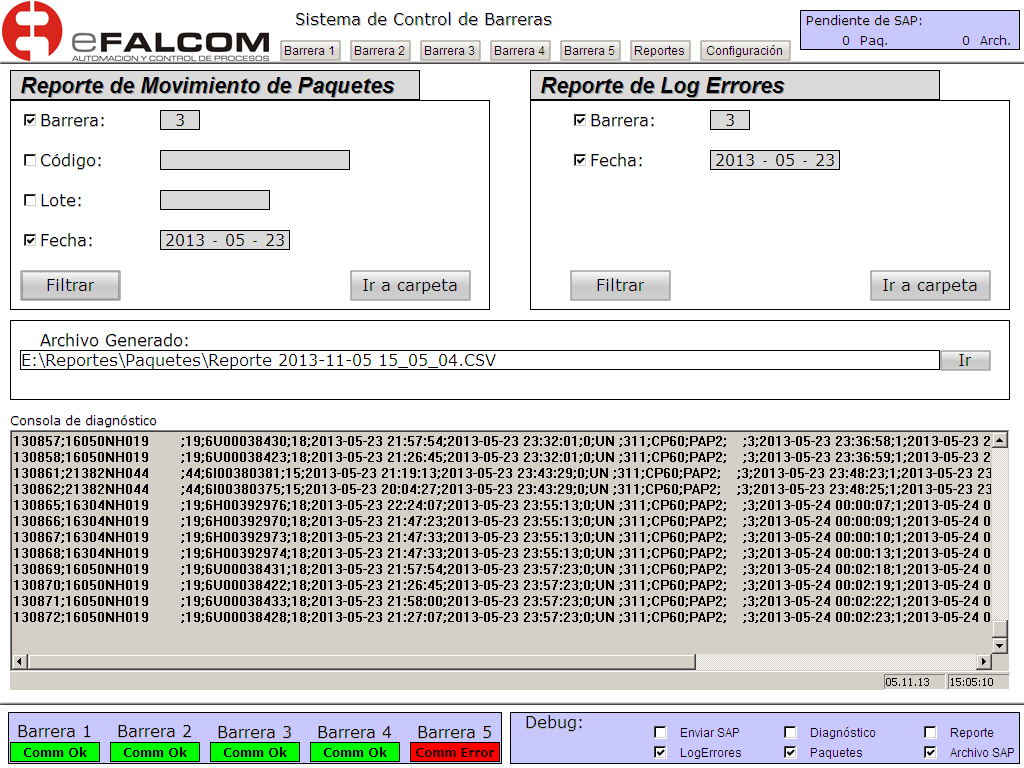 eFALCOM
AUTOMACION Y CONTROL DE PROCESOS
Sistema de Control de Barreras
Barrera 1 Barrera 2 Barrera 3 Barrera 4 Barrera 5 Reportes Configuración
Pendiente de SAP:
0 Paq. 0 Arch.
Reporte de Movimiento de Paquetes
Barrera: 3
Código:
Lote:
Fecha: 2013 - 05 - 23
Filtrar Ir a carpeta
Reporte de Log Errores
Barrera: 3
Fecha: 2013 - 05 - 23
Filtrar Ir a carpeta
Archivo Generado:
E:\Reportes\Paquetes\Reporte 2013-11-05 15_05_04.CSV Ir
Consola de diagnóstico
130857;16050NH019 ;19;6U00038430;18;2013-05-23 21:57:54;2013-05-23 23:32:01;0;UN ;311;CP60;PAP2; ;3;2013-05-23 23:36:58;1;2013-05-23 2
130858;16050NH019 ;19;6U00038423;18;2013-05-23 21:26:45;2013-05-23 23:32:01;0;UN ;311;CP60;PAP2; ;3;2013-05-23 23:36:59;1;2013-05-23 2
130861;21382NH044 ;44;6I00380381;15;2013-05-23 21:19:13;2013-05-23 23:43:29;0;UN ;311;CP60;PAP2; ;3;2013-05-23 23:48:23;1;2013-05-23 23
130862;21382NH044 ;44;6I00380375;15;2013-05-23 20:04:27;2013-05-23 23:43:29;0;UN ;311;CP60;PAP2; ;3;2013-05-23 23:48:25;1;2013-05-23 23
130865;16304NH019 ;19;6H00392976;18;2013-05-23 22:24:07;2013-05-23 23:55:13;0;UN ;311;CP60;PAP2; ;3;2013-05-24 00:00:07;1;2013-05-24 0
130866;16304NH019 ;19;6H00392970;18;2013-05-23 21:47:23;2013-05-23 23:55:13;0;UN ;311;CP60;PAP2; ;3;2013-05-24 00:00:09;1;2013-05-24 0
130867;16304NH019 ;19;6H00392973;18;2013-05-23 21:47:33;2013-05-23 23:55:13;0;UN ;311;CP60;PAP2; ;3;2013-05-24 00:00:10;1;2013-05-24 0
130868;16304NH019 ;19;6H00392974;18;2013-05-23 21:47:33;2013-05-23 23:55:13;0;UN ;311;CP60;PAP2; ;3;2013-05-24 00:00:13;1;2013-05-24 0
130869;16050NH019 ;19;6U00038431;18;2013-05-23 21:57:54;2013-05-23 23:57:23;0;UN ;311;CP60;PAP2; ;3;2013-05-24 00:02:18;1;2013-05-24 0
130870;16050NH019 ;19;6U00038422;18;2013-05-23 21:26:45;2013-05-23 23:57:23;0;UN ;311;CP60;PAP2; ;3;2013-05-24 00:02:19;1;2013-05-24 0
130871;16050NH019 ;19;6U00038433;18;2013-05-23 21:58:00;2013-05-23 23:57:23;0;UN ;311;CP60;PAP2; ;3;2013-05-24 00:02:22;1;2013-05-24 0
130872;16050NH019 ;19;6U00038428;18;2013-05-23 21:27:07;2013-05-23 23:57:23;0;UN ;311;CP60;PAP2; ;3;2013-05-24 00:02:23;1;2013-05-24 0
05.11.13 15:05:10
Barrera 1 Barrera 2 Barrera 3 Barrera 4 Barrera 5
Comm Ok Comm Ok Comm Ok Comm Ok Comm Error
Debug:
Enviar SAP Diagnóstico Reporte
LogErrores Paquetes Archivo SAP